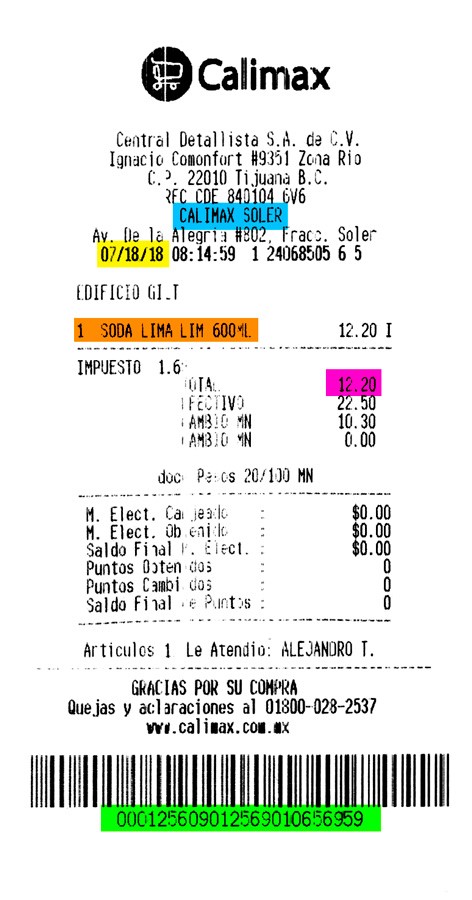 Calimax
Central Detallista S.A. de C.V.
Ignacio Comonfort #9351 Zona Rio
C.P. 22010 Tijuana B.C.
RFC CDE 840104 6V6
CALIMAX SOLER
Av. De la Alegria #802, Fracc. Soler
07/18/18 08:14:59 1 24068505 6 5
EDIFICIO
1 SODA LIMA LIM 600ML 12.20 I
IMPUESTO 1.6
TOTAL 12.20
EFECTIVO 22.50
CAMBIO MN 10.30
CAMBIO MN 0.00
doce Pesos 20/100 MN
M. Elect. Canjeado : $0.00
M. Elect. Obtenido : $0.00
Saldo Final M. Elect. : $0.00
Puntos Obtenidos : 0
Puntos Cambiados : 0
Saldo Final de Puntos : 0
Articulos 1 Le Atendio: ALEJANDRO T.
GRACIAS POR SU COMPRA
Quejas y aclaraciones al 01800-028-2537
www.calimax.com.mx
000125609012569010656959